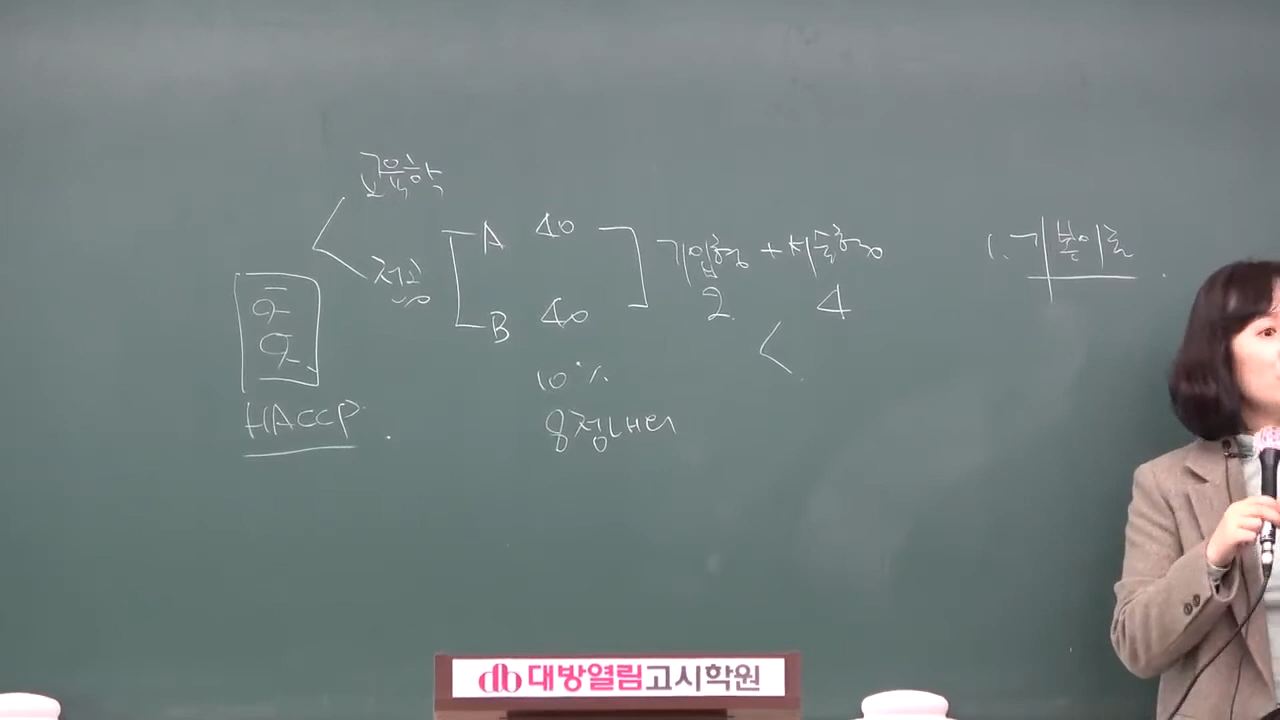 교육학
전공
A 40
B 40
기입형 + 서술형
2 4
10%
8점내외
1. 기 본이론
HACCP
db 대방열림고시학원